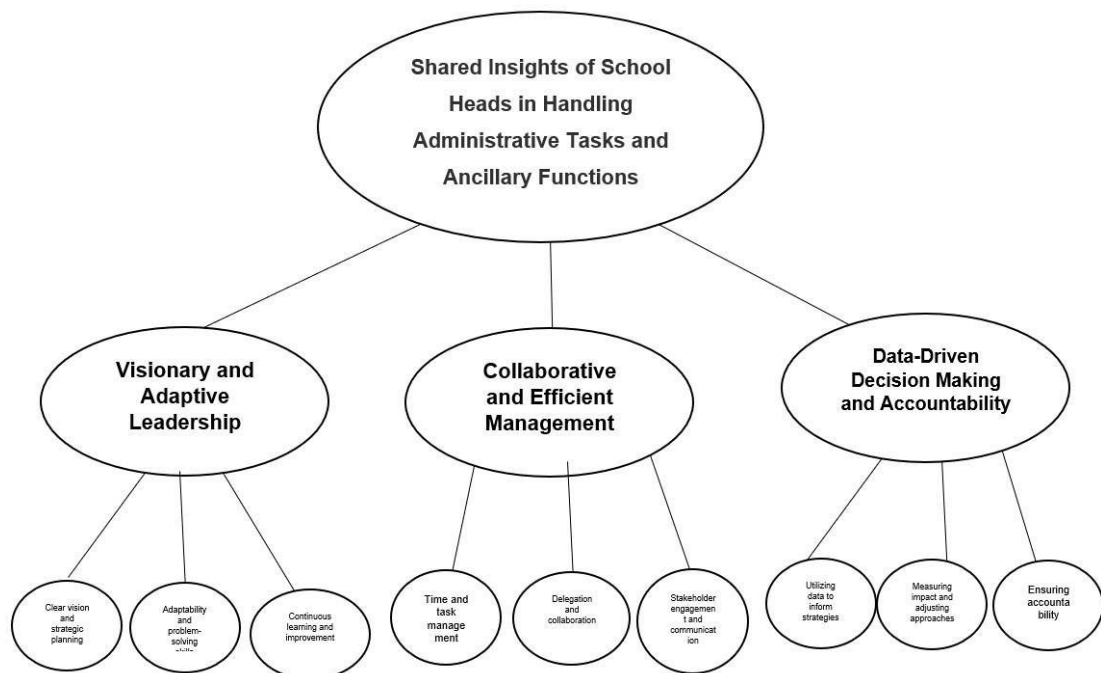 Shared Insights of School
Heads in Handling
Administrative Tasks and
Ancillary Functions
Visionary and
Adaptive
Leadership
Collaborative
and Efficient
Management
Data-Driven
Decision Making
and Accountability
Clear vision
and
strategic
planning
Adaptability
and
problem-
solving
Continuous
learning and
improvement
Time and
task
manage
ment
Delegation
and
collaboration
Stakeholder
engagemen
t and
communicat
ion
Utilizing
data to
inform
strategies
Measuring
impact and
adjusting
approaches
Ensuring
accounta
bility